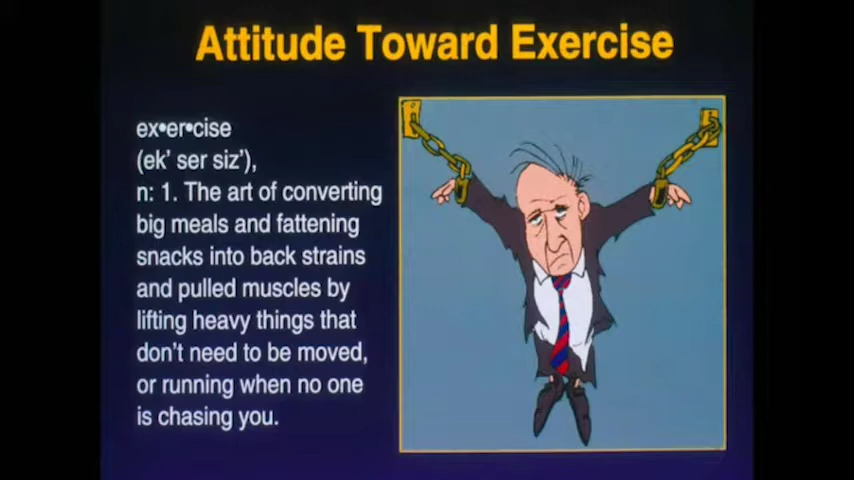 Attitude Toward Exercise
ex•er•cise
(ek' ser siz'),
n: 1. The art of converting
big meals and fattening
snacks into back strains
and pulled muscles by
lifting heavy things that
don't need to be moved,
or running when no one
is chasing you.